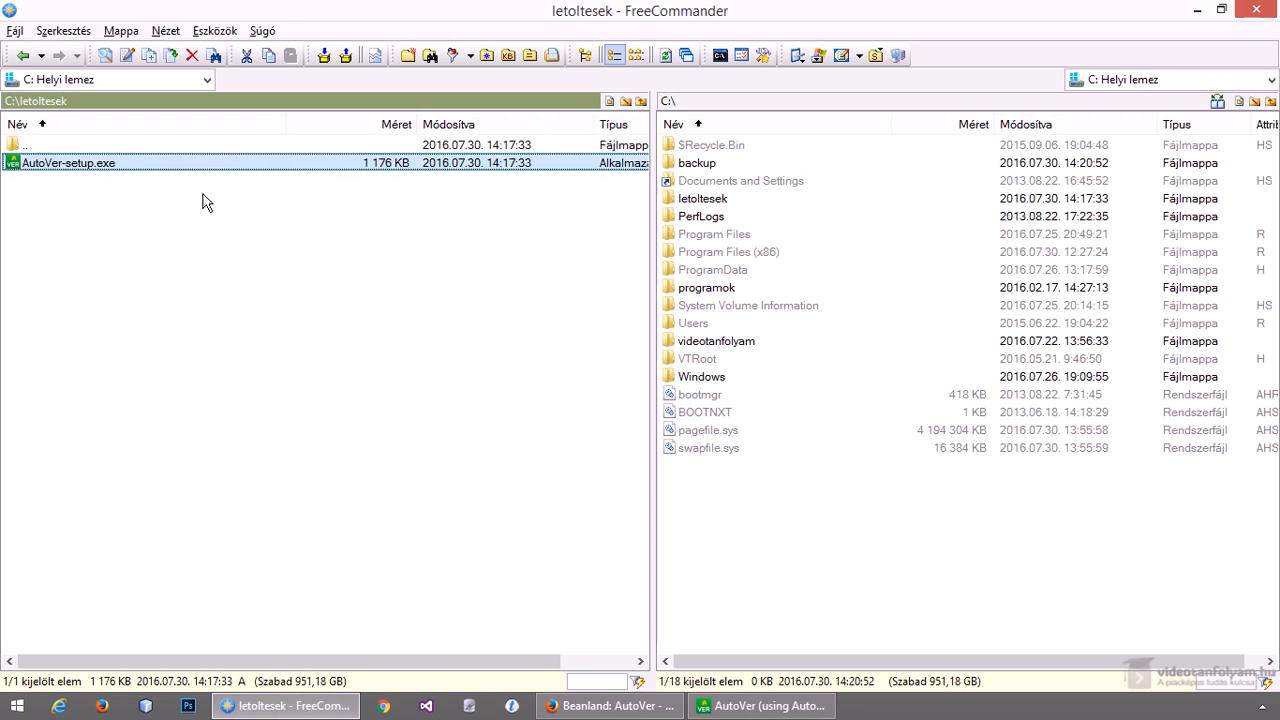 letoltesek - FreeCommander
Fájl Szerkesztés Mappa Nézet Eszközök Súgó
C: Helyi lemez
C: Helyi lemez
C:\letoltesek
C:\
Név Méret Módosítva Típus
.. 2016.07.30. 14:17:33 Fájlmapp
AutoVer-setup.exe 1 176 KB 2016.07.30. 14:17:33 Alkalmaz
Név Méret Módosítva Típus Attrib
$Recycle.Bin 2015.09.06. 19:04:48 Fájlmappa HS
backup 2016.07.30. 14:20:52 Fájlmappa
Documents and Settings 2013.08.22. 16:45:52 Fájlmappa HS
letoltesek 2016.07.30. 14:17:33 Fájlmappa
PerfLogs 2013.08.22. 17:22:35 Fájlmappa
Program Files 2016.07.25. 20:49:21 Fájlmappa R
Program Files (x86) 2016.07.30. 12:27:24 Fájlmappa R
ProgramData 2016.07.26. 13:17:59 Fájlmappa H
programok 2016.02.17. 14:27:13 Fájlmappa
System Volume Information 2016.07.25. 20:14:15 Fájlmappa HS
Users 2015.06.22. 19:04:22 Fájlmappa R
videotanfolyam 2016.07.22. 13:56:33 Fájlmappa
VTRoot 2016.05.21. 9:46:50 Fájlmappa H
Windows 2016.07.26. 19:09:55 Fájlmappa
bootmgr 418 KB 2013.08.22. 7:31:45 Rendszerfájl AHR
BOOTNXT 1 KB 2013.06.18. 14:18:29 Rendszerfájl AHS
pagefile.sys 4 194 304 KB 2016.07.30. 13:55:58 Rendszerfájl AHS
swapfile.sys 16 384 KB 2016.07.30. 13:55:59 Rendszerfájl AHS
1/1 kijelölt elem 1 176 KB 2016.07.30. 14:17:33 A (Szabad 951,18 GB)
1/18 kijelölt elem 0 KB 2016.07.30. 14:20:52 (Szabad 951,18 GB)
videotanfolyam.hu
A piacképes tudás kulcsa
letoltesek - FreeCom...
Beanland: AutoVer - ...
AutoVer (using Auto...